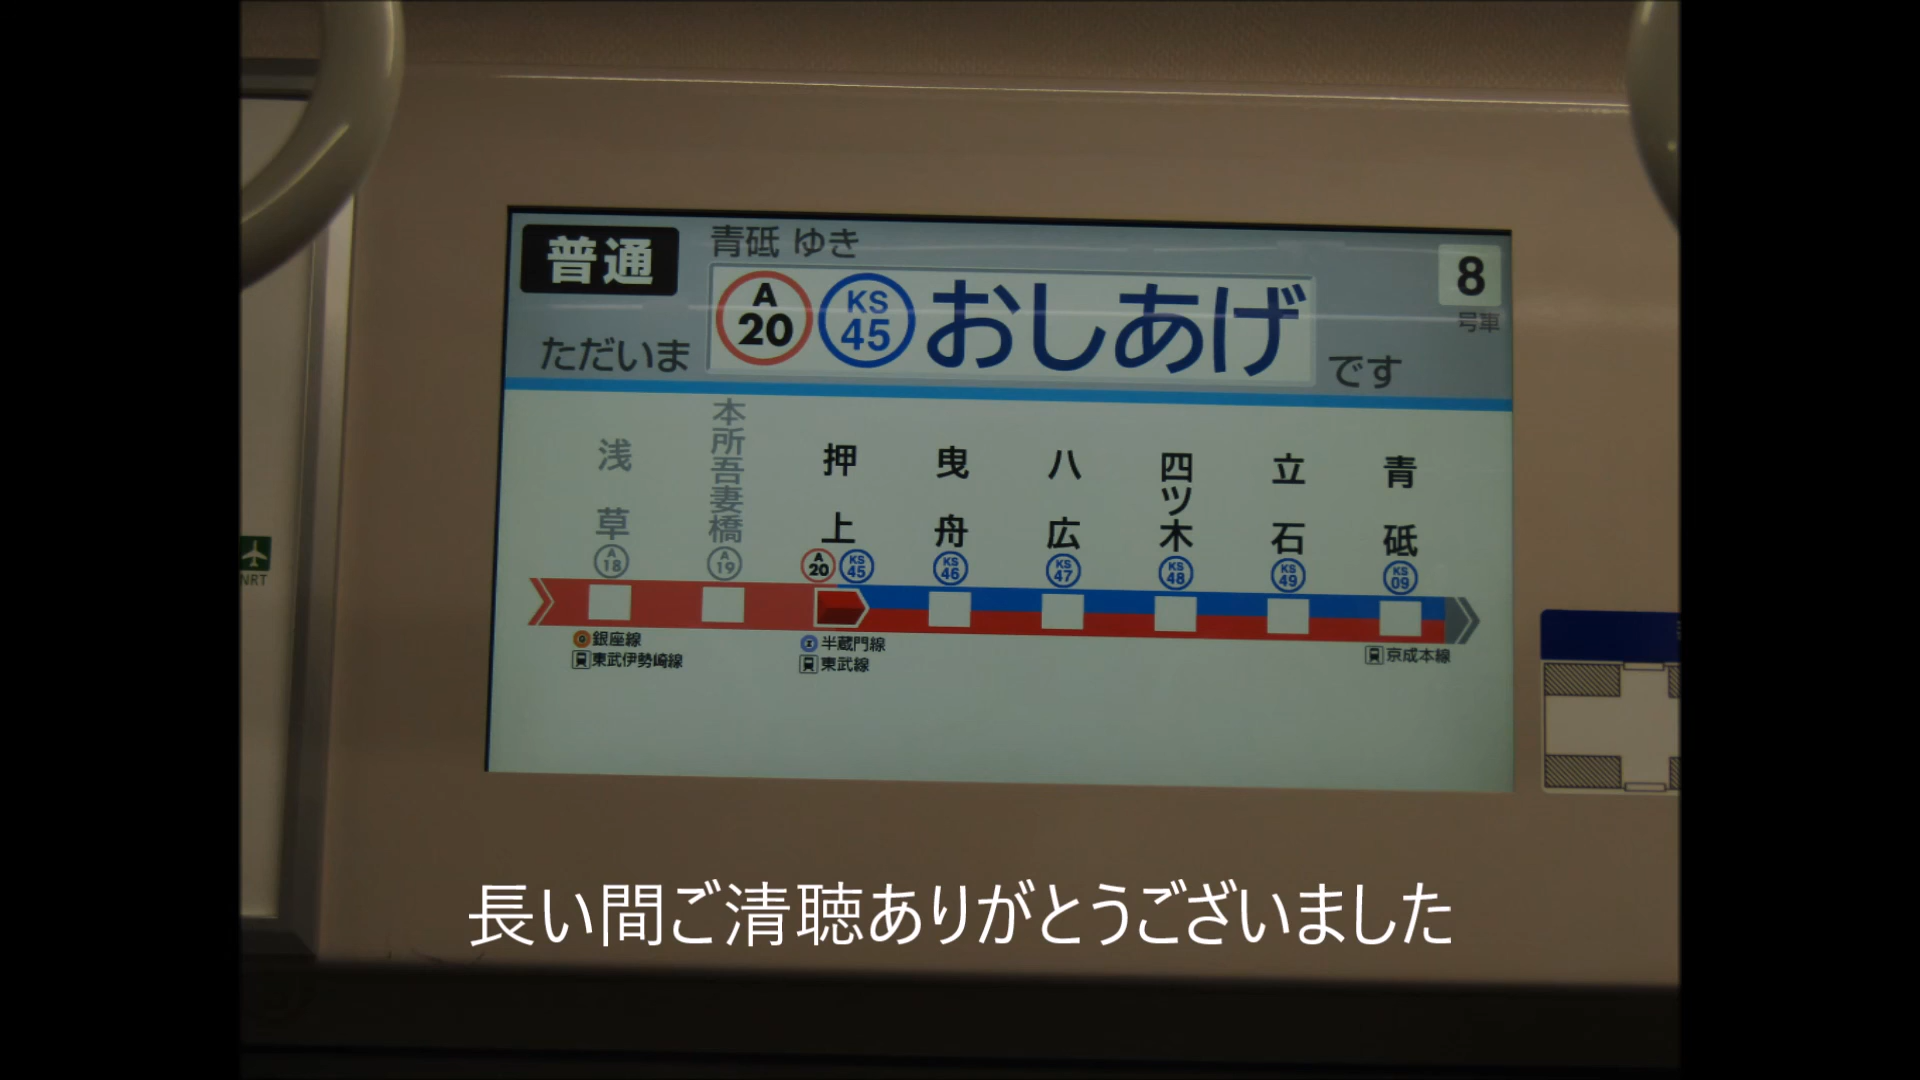 普通
青砥 ゆき
8
号車
ただいま
A 20
KS 45
おしあげ
です
浅草
本所吾妻橋
押上
曳舟
八広
四ツ木
立石
青砥
A 18
A 19
A 20
KS 45
KS 46
KS 47
KS 48
KS 49
KS 09
G 銀座線
東武伊勢崎線
Z 半蔵門線
東武線
京成本線
NRT
長い間ご清聴ありがとうございました